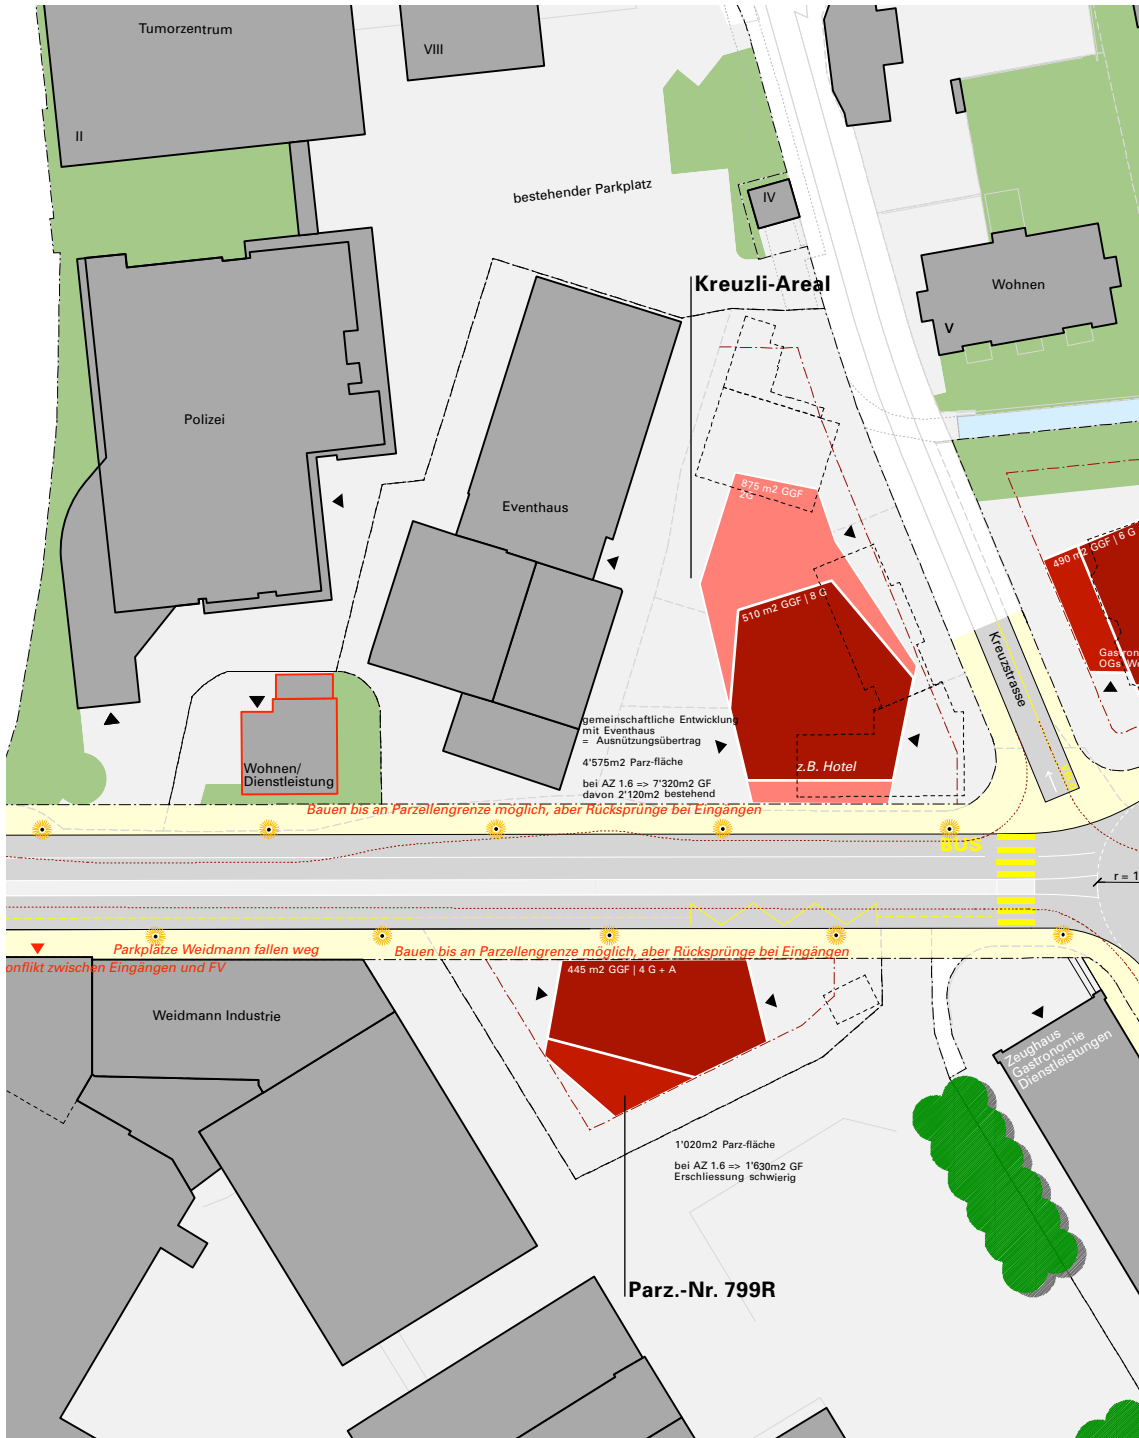 Tumorzentrum
VIII
II
bestehender Parkplatz
IV
Kreuzli-Areal
Wohnen
V
Polizei
875 m2 GGF
2G
Eventhaus
490 m2 GGF | 6 G
510 m2 GGF | 8 G
Kreuzstrasse
gemeinschaftliche Entwicklung
mit Eventhaus
= Ausnützungsübertrag
4'575m2 Parz-fläche
bei AZ 1.6 => 7'320m2 GF
davon 2'120m2 bestehend
z.B. Hotel
Wohnen/
Dienstleistung
Bauen bis an Parzellengrenze möglich, aber Rücksprünge bei Eingängen
BUS
r = 1
Parkplätze Weidmann fallen weg
Bauen bis an Parzellengrenze möglich, aber Rücksprünge bei Eingängen
onflikt zwischen Eingängen und FV
445 m2 GGF | 4 G + A
Weidmann Industrie
Zeughaus
Gastronomie
Dienstleistungen
1'020m2 Parz-fläche
bei AZ 1.6 => 1'630m2 GF
Erschliessung schwierig
Parz.-Nr. 799R